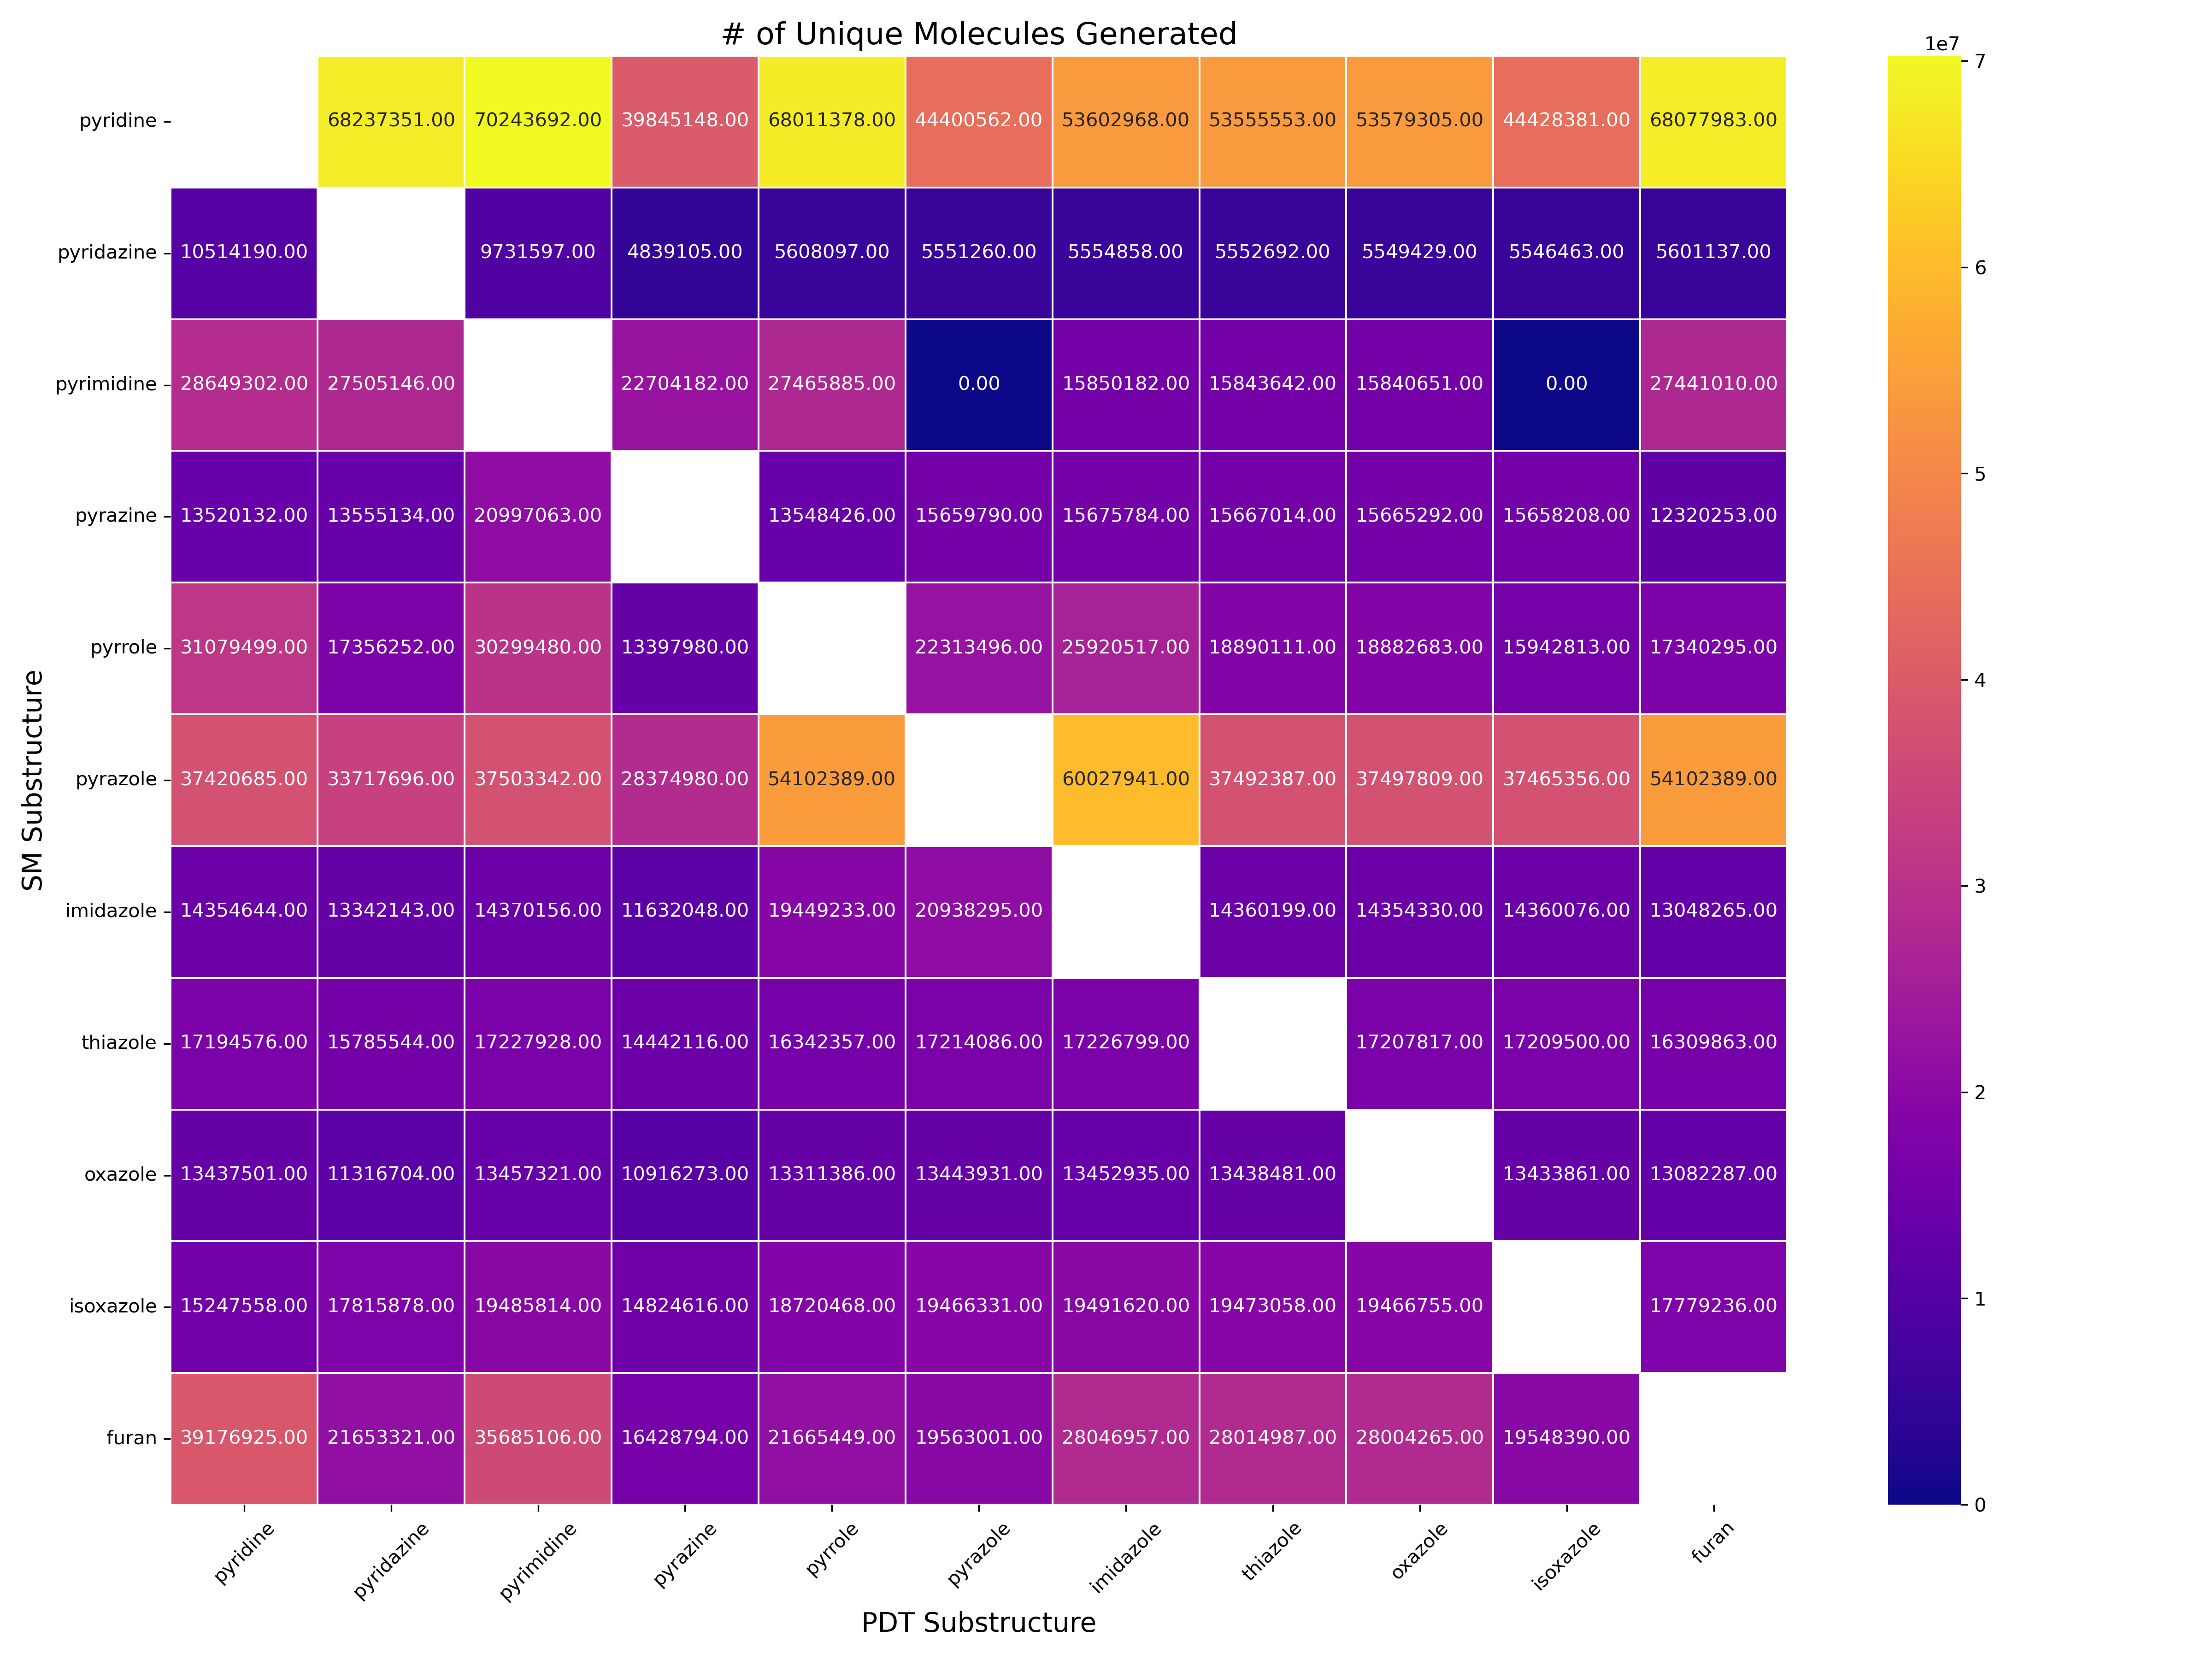 # of Unique Molecules Generated
1e7
pyridine 68237351.00 70243692.00 39845148.00 68011378.00 44400562.00 53602968.00 53555553.00 53579305.00 44428381.00 68077983.00
pyridazine 10514190.00 9731597.00 4839105.00 5608097.00 5551260.00 5554858.00 5552692.00 5549429.00 5546463.00 5601137.00
pyrimidine 28649302.00 27505146.00 22704182.00 27465885.00 0.00 15850182.00 15843642.00 15840651.00 0.00 27441010.00
pyrazine 13520132.00 13555134.00 20997063.00 13548426.00 15659790.00 15675784.00 15667014.00 15665292.00 15658208.00 12320253.00
pyrrole 31079499.00 17356252.00 30299480.00 13397980.00 22313496.00 25920517.00 18890111.00 18882683.00 15942813.00 17340295.00
pyrazole 37420685.00 33717696.00 37503342.00 28374980.00 54102389.00 60027941.00 37492387.00 37497809.00 37465356.00 54102389.00
imidazole 14354644.00 13342143.00 14370156.00 11632048.00 19449233.00 20938295.00 14360199.00 14354330.00 14360076.00 13048265.00
thiazole 17194576.00 15785544.00 17227928.00 14442116.00 16342357.00 17214086.00 17226799.00 17207817.00 17209500.00 16309863.00
oxazole 13437501.00 11316704.00 13457321.00 10916273.00 13311386.00 13443931.00 13452935.00 13438481.00 13433861.00 13082287.00
isoxazole 15247558.00 17815878.00 19485814.00 14824616.00 18720468.00 19466331.00 19491620.00 19473058.00 19466755.00 17779236.00
furan 39176925.00 21653321.00 35685106.00 16428794.00 21665449.00 19563001.00 28046957.00 28014987.00 28004265.00 19548390.00
pyridine pyridazine pyrimidine pyrazine pyrrole pyrazole imidazole thiazole oxazole isoxazole furan
PDT Substructure
SM Substructure
7
6
5
4
3
2
1
0